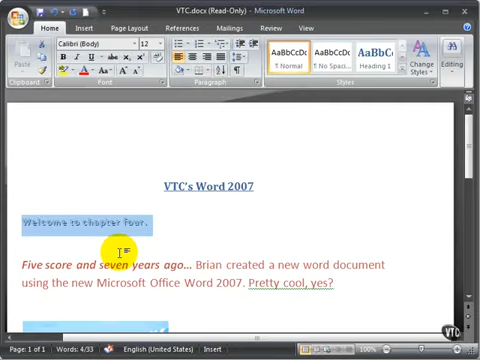 VTC.docx (Read-Only) - Microsoft Word
Home Insert Page Layout References Mailings Review View
Calibri (Body) 12
Paste
AaBbCcDc AaBbCcDc AaBbC
¶ Normal ¶ No Spaci... Heading 1
Change Styles
Editing
Clipboard Font Paragraph Styles
VTC's Word 2007
Welcome to chapter four.
Five score and seven years ago... Brian created a new word document
using the new Microsoft Office Word 2007. Pretty cool, yes?
VTC
Page: 1 of 1 Words: 4/33 English (United States) Insert 100%